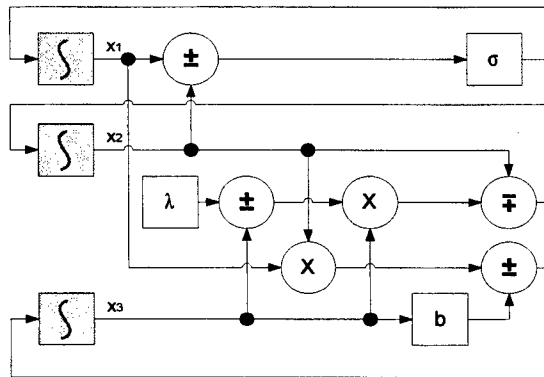 ∫ X₁ ± σ
∫ X₂
λ ± X ∓
X ±
∫ X₃ b